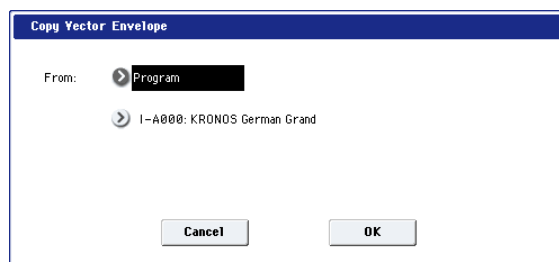 Copy Vector Envelope
From: Program
I-A000: KRONOS German Grand
Cancel OK